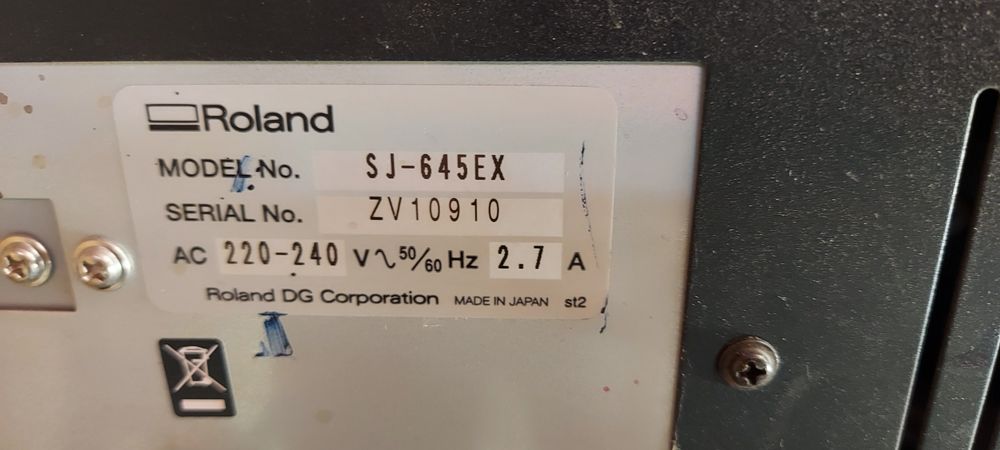 Roland
MODEL No. SJ-645EX
SERIAL No. ZV10910
AC 220-240 V∿ 50/60 Hz 2.7 A
Roland DG Corporation MADE IN JAPAN st2